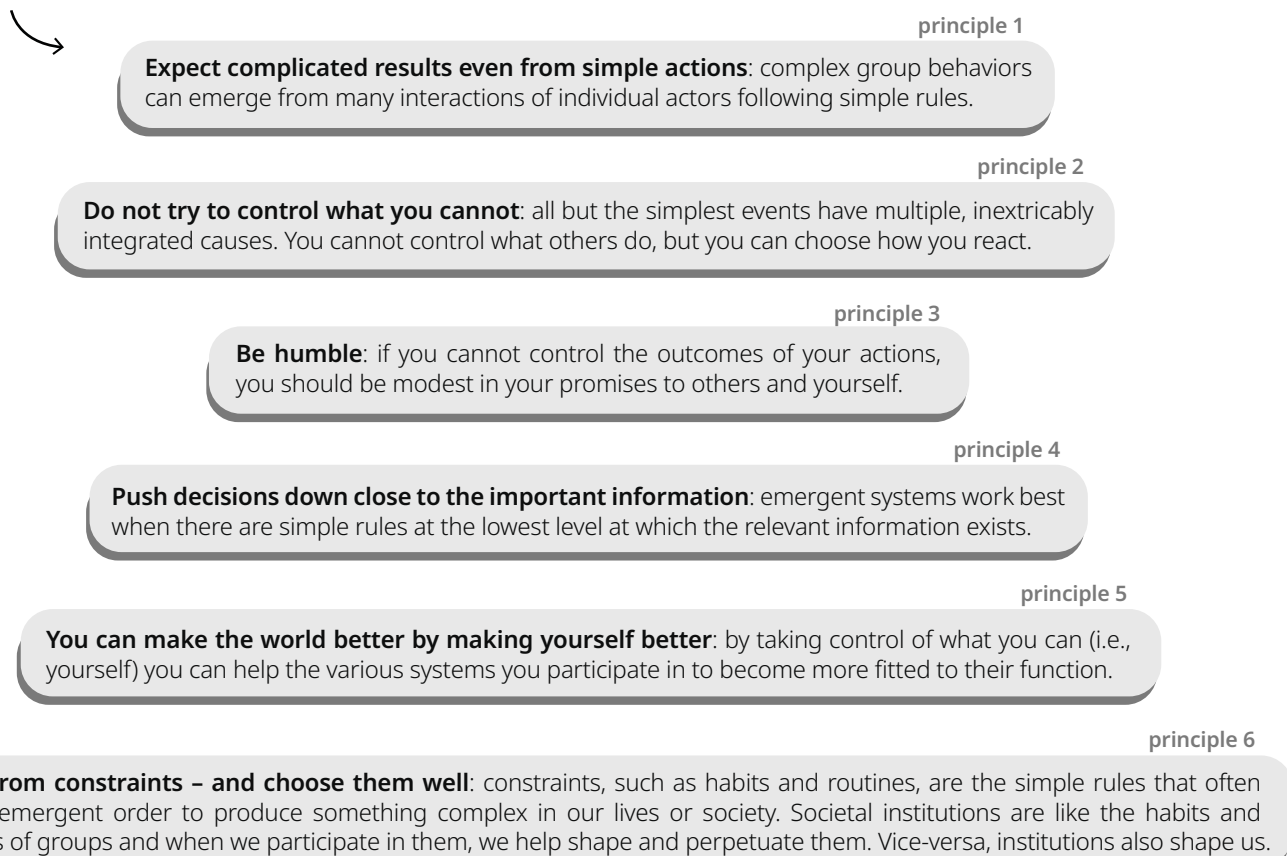 principle 1
Expect complicated results even from simple actions: complex group behaviors
can emerge from many interactions of individual actors following simple rules.
principle 2
Do not try to control what you cannot: all but the simplest events have multiple, inextricably
integrated causes. You cannot control what others do, but you can choose how you react.
principle 3
Be humble: if you cannot control the outcomes of your actions,
you should be modest in your promises to others and yourself.
principle 4
Push decisions down close to the important information: emergent systems work best
when there are simple rules at the lowest level at which the relevant information exists.
principle 5
You can make the world better by making yourself better: by taking control of what you can (i.e.,
yourself) you can help the various systems you participate in to become more fitted to their function.
principle 6
from constraints – and choose them well: constraints, such as habits and routines, are the simple rules that often
emergent order to produce something complex in our lives or society. Societal institutions are like the habits and
of groups and when we participate in them, we help shape and perpetuate them. Vice-versa, institutions also shape us.